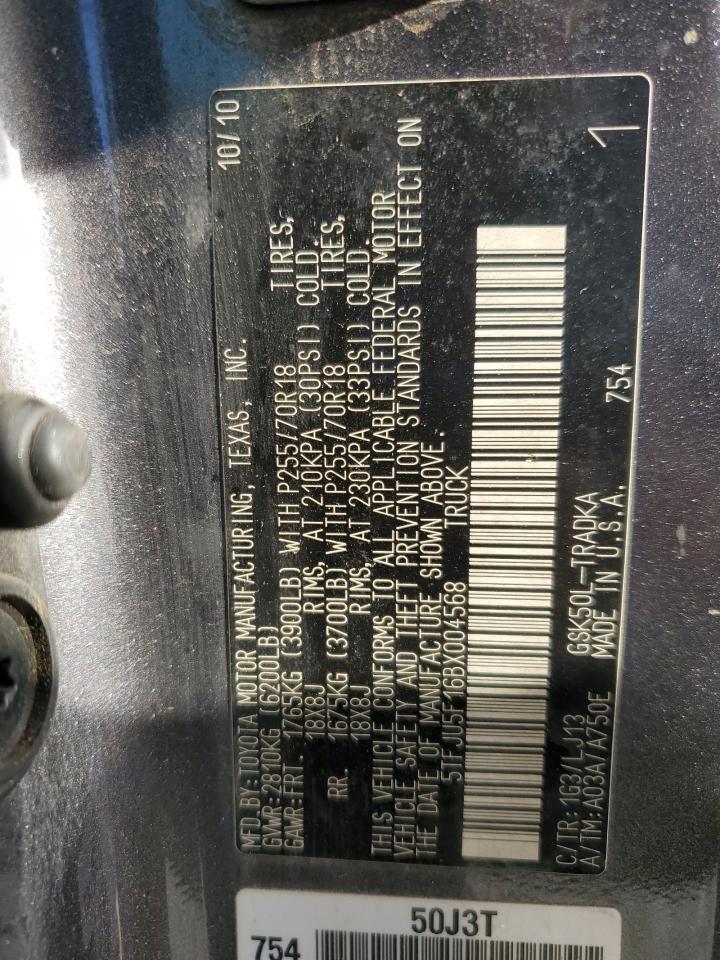 MFD BY: TOYOTA MOTOR MANUFACTURING, TEXAS, INC. 10/10
GVWR: 2810KG (6200LB)
GAWR: FRT. 1765KG (3900LB) WITH P255/70R18 TIRES,
18X8J RIMS, AT 210KPA (30PSI) COLD.
RR. 1675KG (3700LB) WITH P255/70R18 TIRES,
18X8J RIMS, AT 230KPA (33PSI) COLD.
THIS VEHICLE CONFORMS TO ALL APPLICABLE FEDERAL MOTOR
VEHICLE SAFETY AND THEFT PREVENTION STANDARDS IN EFFECT ON
THE DATE OF MANUFACTURE SHOWN ABOVE.
5TFJU5F16BX004568 TRUCK
C/TR: 1G3/LJ13 GSK50L-TRADKA 754 1
A/TM: A03A/A750E MADE IN U.S.A.
50J3T
754